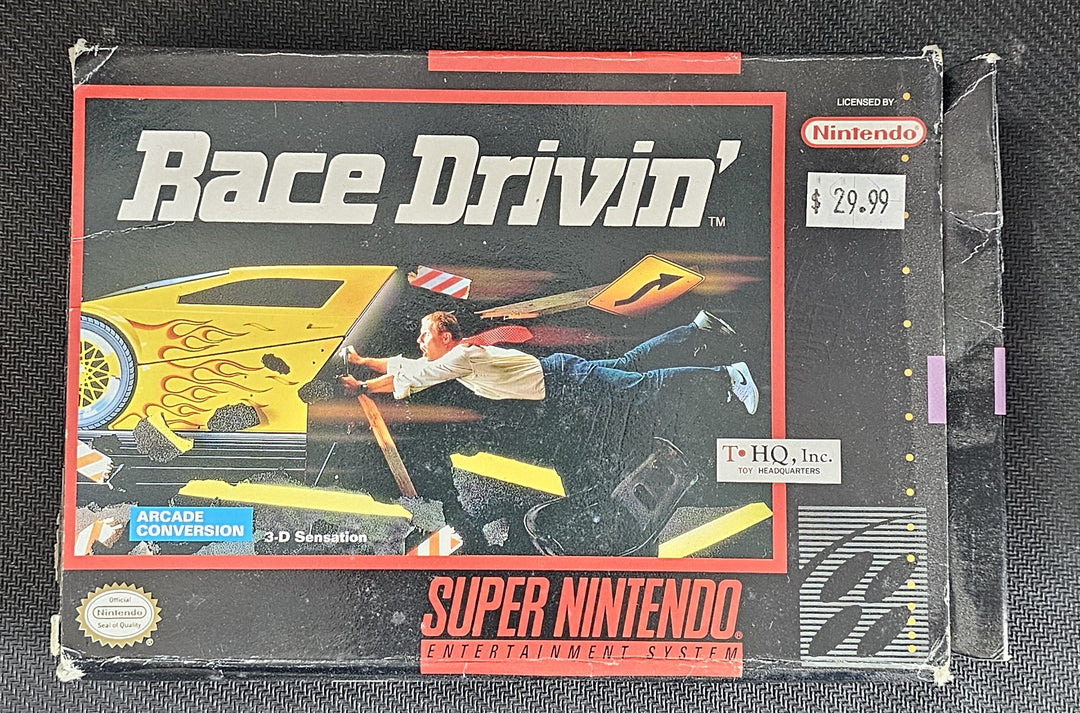 LICENSED BY
Nintendo®
$ 29.99
Race Drivin'™
T•HQ, Inc.
TOY HEADQUARTERS
ARCADE
CONVERSION
3-D Sensation
Official
Nintendo
Seal of Quality
®
SUPER NINTENDO®
ENTERTAINMENT SYSTEM